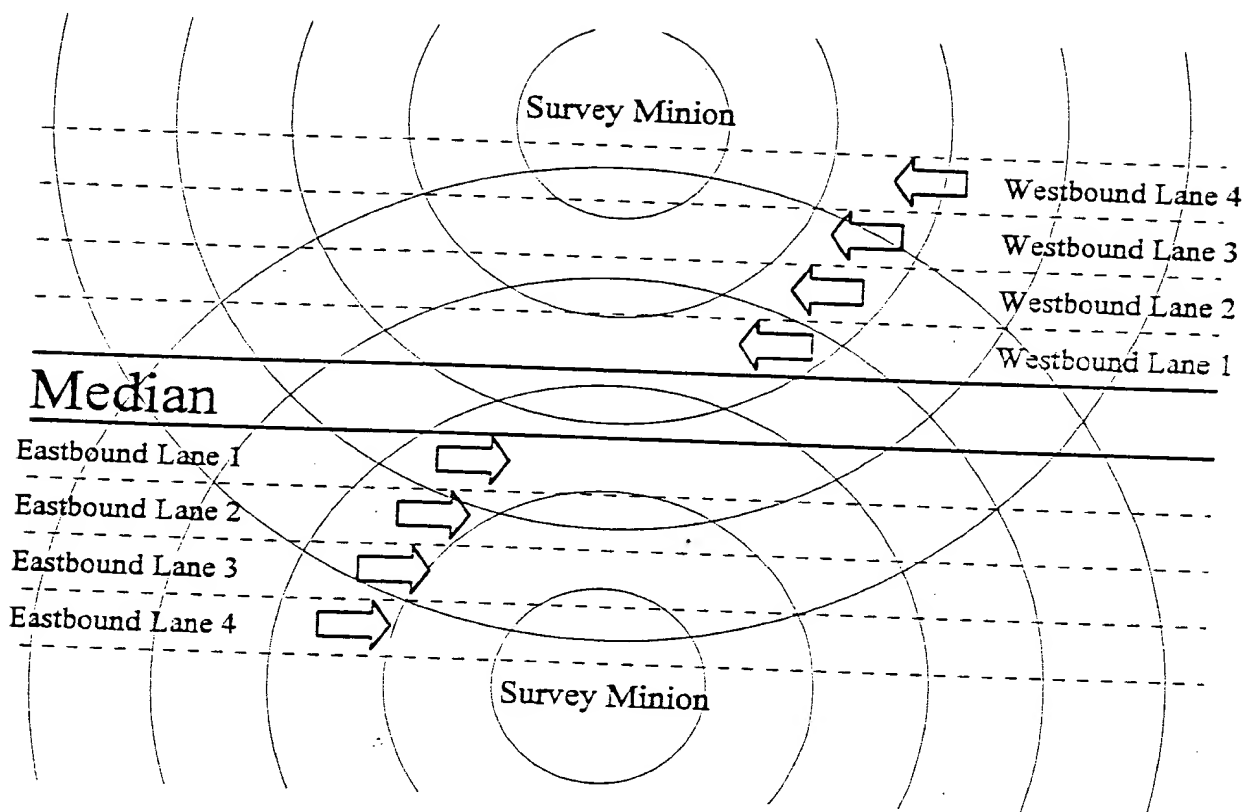 Survey Minion
Westbound Lane 4
Westbound Lane 3
Westbound Lane 2
Westbound Lane 1
Median
Eastbound Lane 1
Eastbound Lane 2
Eastbound Lane 3
Eastbound Lane 4
Survey Minion